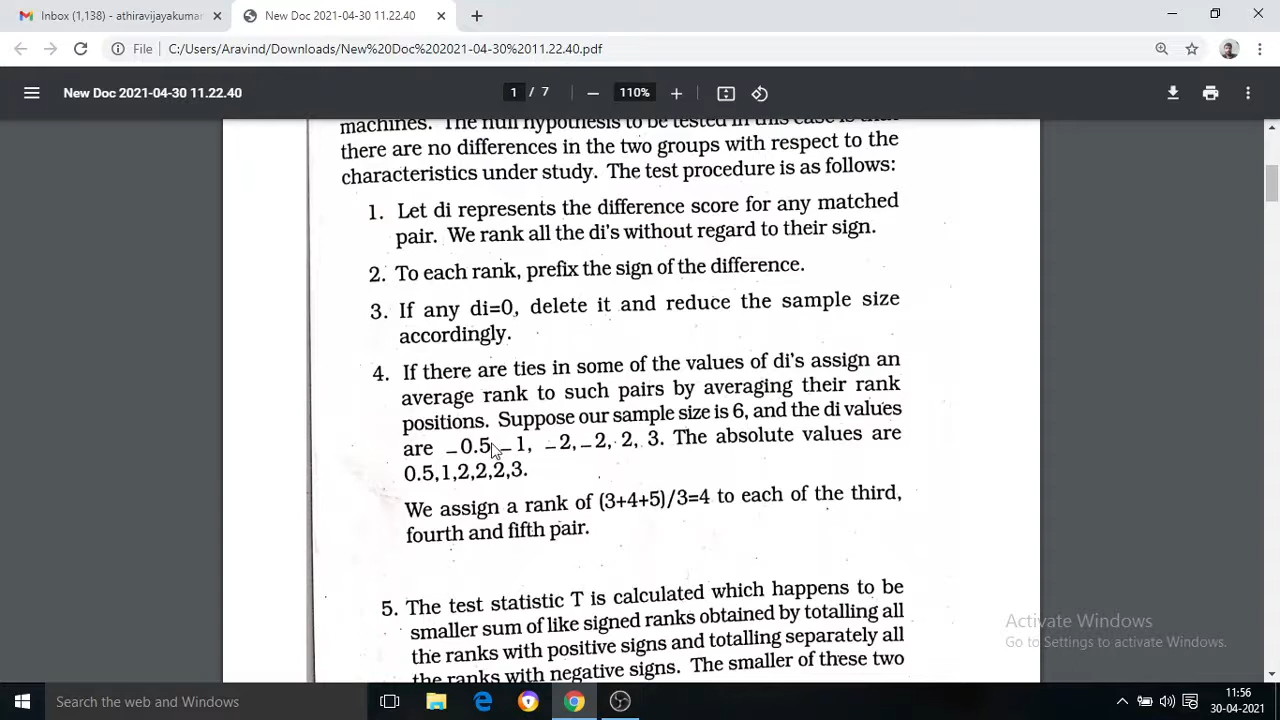 Inbox (1,138) - athiravijayakumar
New Doc 2021-04-30 11.22.40
File
C:/Users/Aravind/Downloads/New%20Doc%202021-04-30%2011.22.40.pdf
New Doc 2021-04-30 11.22.40
1 / 7
110%
machines. The null hypothesis to be tested in this case is that
there are no differences in the two groups with respect to the
characteristics under study. The test procedure is as follows:
1. Let di represents the difference score for any matched
pair. We rank all the di's without regard to their sign.
2. To each rank, prefix the sign of the difference.
3. If any di=0, delete it and reduce the sample size
accordingly.
4. If there are ties in some of the values of di's assign an
average rank to such pairs by averaging their rank
positions. Suppose our sample size is 6, and the di values
are –0.5 – 1, –2, –2, 2, 3. The absolute values are
0.5,1,2,2,2,3.
We assign a rank of (3+4+5)/3=4 to each of the third,
fourth and fifth pair.
5. The test statistic T is calculated which happens to be
smaller sum of like signed ranks obtained by totalling all
the ranks with positive signs and totalling separately all
the ranks with negative signs. The smaller of these two
Activate Windows
Go to Settings to activate Windows.
Search the web and Windows
11:56
30-04-2021